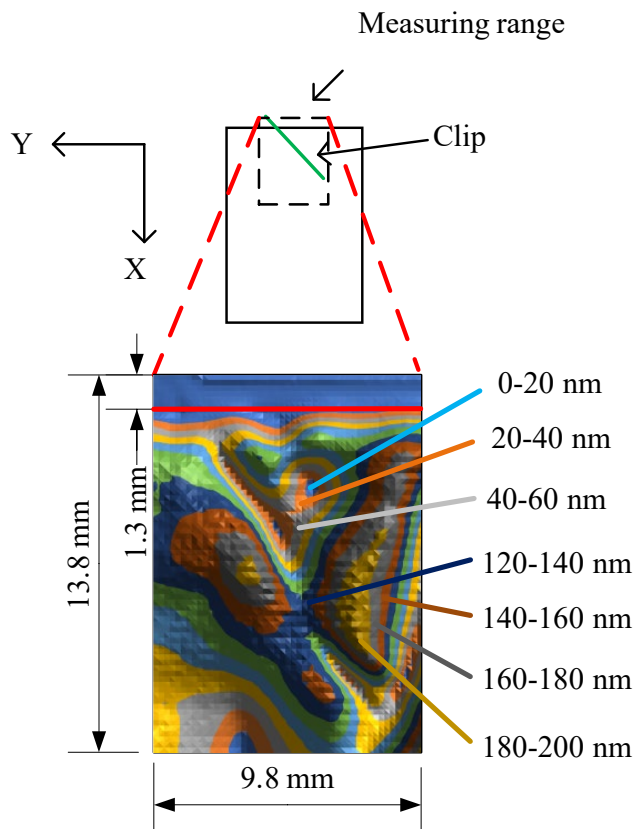 Measuring range
Y
Clip
X
0-20 nm
20-40 nm
40-60 nm
1.3 mm
13.8 mm
120-140 nm
140-160 nm
160-180 nm
180-200 nm
9.8 mm